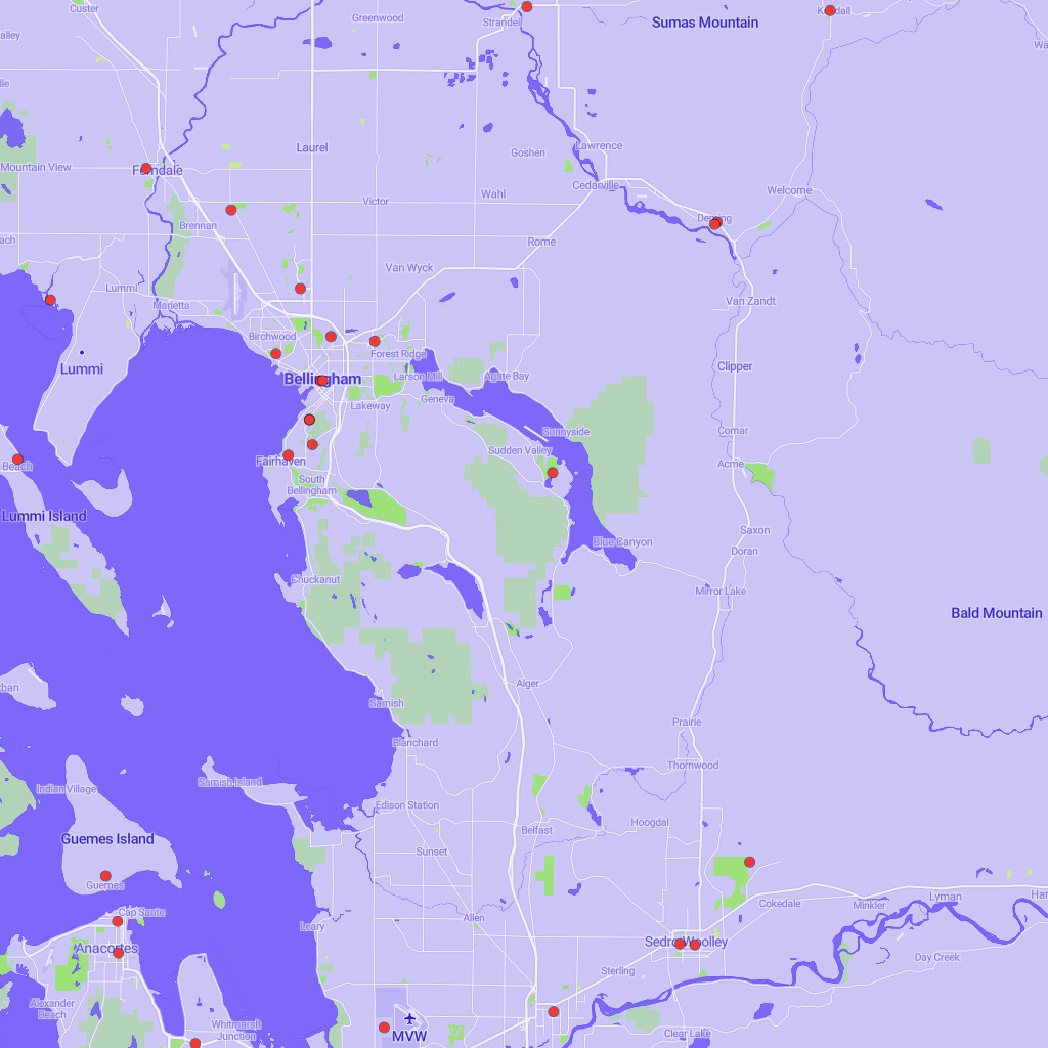 Custer
Greenwood
Strandell
Sumas Mountain
Kendall
alley
Laurel
Goshen
Lawrence
Mountain View
Ferndale
Cedarville
Wahl
Welcome
Victor
Deming
Brennan
Rome
Van Wyck
Lummi
Marietta
Van Zandt
Birchwood
Forest Ridge
Lummi
Bellingham
Larson Mill
Agate Bay
Clipper
Geneva
Lakeway
Sunnyside
Comar
Sudden Valley
Fairhaven
Beach
Acme
South
Bellingham
Lummi Island
Saxon
Blue Canyon
Doran
Chuckanut
Mirror Lake
Bald Mountain
Alger
Samish
Prairie
Blanchard
Thornwood
Samish Island
Indian Village
Edison Station
Hoogdal
Belfast
Guemes Island
Sunset
Guemes
Cokedale
Minkler
Lyman
Cap Sante
Allen
Leary
Anacortes
Sedro-Woolley
Day Creek
Sterling
Alexander
Beach
Whitmarsh
Junction
MVW
Clear Lake